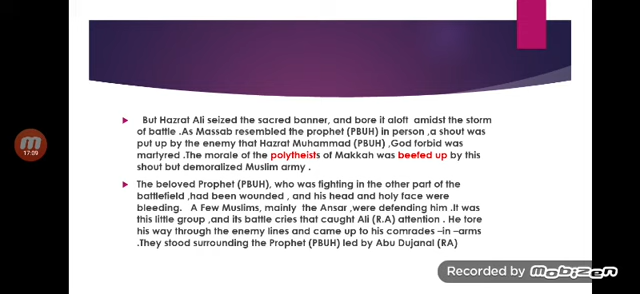 But Hazrat Ali seized the sacred banner, and bore it aloft amidst the storm
of battle .As Massab resembled the prophet (PBUH) in person ,a shout was
put up by the enemy that Hazrat Muhammad (PBUH) ,God forbid was
martyred .The morale of the polytheists of Makkah was beefed up by this
shout but demoralized Muslim army .
The beloved Prophet (PBUH), who was fighting in the other part of the
battlefield ,had been wounded , and his head and holy face were
bleeding. A Few Muslims, mainly the Ansar ,were defending him .It was
this little group ,and its battle cries that caught Ali (R.A) attention . He tore
his way through the enemy lines and came up to his comrades –in –arms
.They stood surrounding the Prophet (PBUH) led by Abu Dujanal (RA)
17:09
Recorded by
Mobizen